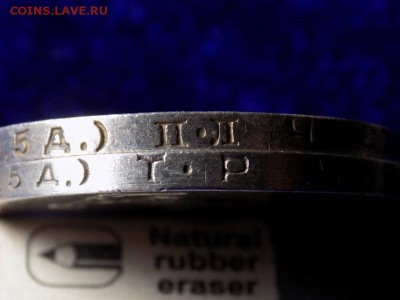 COINS.LAVE.RU
5 Д.) П·Л Ч
5 Д.) Т·Р
Natural
rubber
eraser